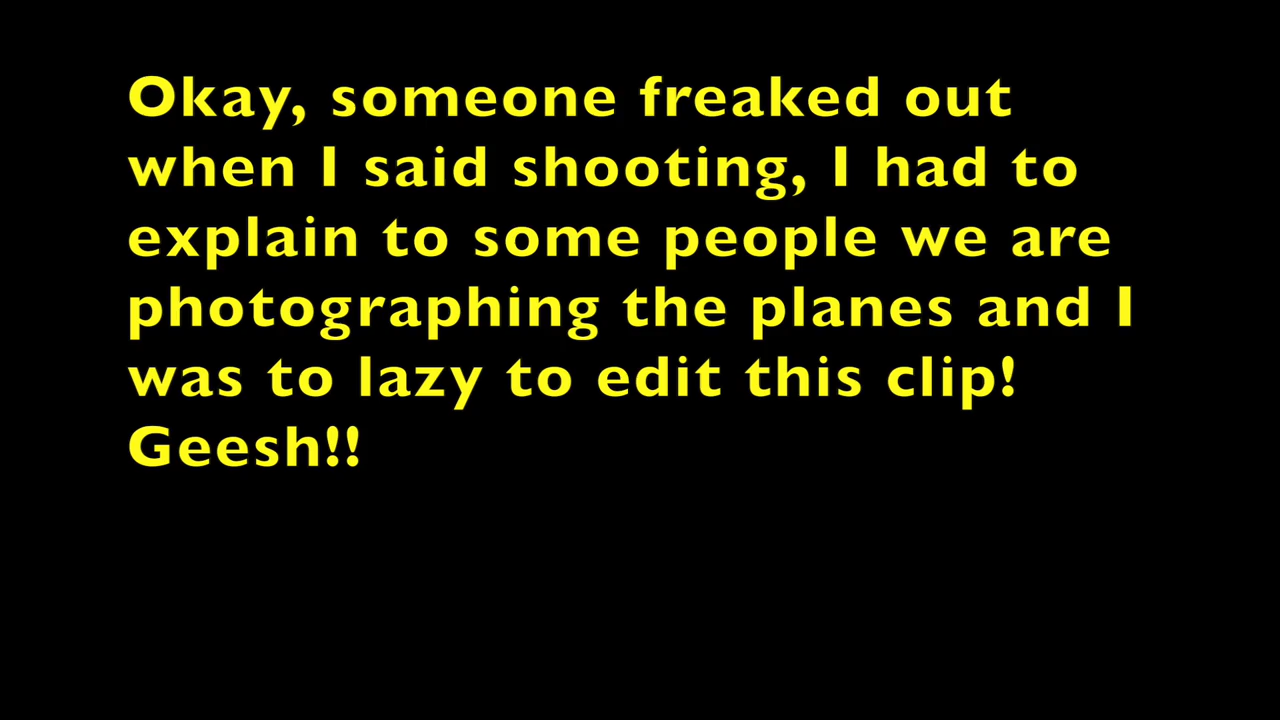 Okay, someone freaked out
when I said shooting, I had to
explain to some people we are
photographing the planes and I
was to lazy to edit this clip!
Geesh!!